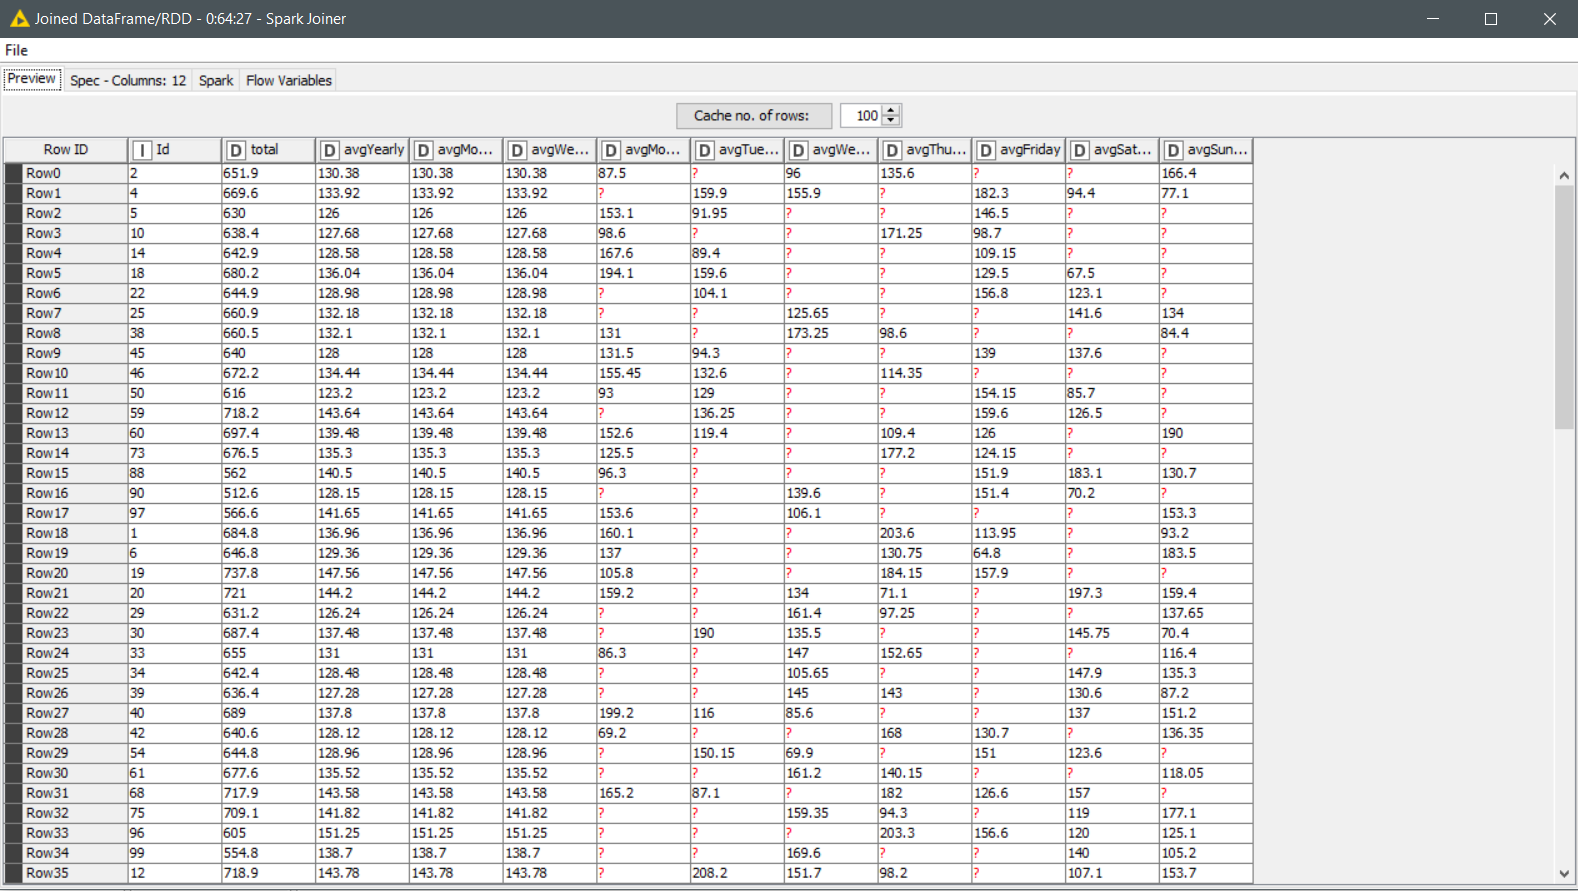 Joined DataFrame/RDD - 0:64:27 - Spark Joiner
File
Preview Spec - Columns: 12 Spark Flow Variables
Cache no. of rows: 100
Row ID I Id D total D avgYearly D avgMo... D avgWe... D avgMo... D avgTue... D avgWe... D avgThu... D avgFriday D avgSat... D avgSun...
Row0 2 651.9 130.38 130.38 130.38 87.5 ? 96 135.6 ? ? 166.4
Row1 4 669.6 133.92 133.92 133.92 ? 159.9 155.9 ? 182.3 94.4 77.1
Row2 5 630 126 126 126 153.1 91.95 ? ? 146.5 ? ?
Row3 10 638.4 127.68 127.68 127.68 98.6 ? ? 171.25 98.7 ? ?
Row4 14 642.9 128.58 128.58 128.58 167.6 89.4 ? ? 109.15 ? ?
Row5 18 680.2 136.04 136.04 136.04 194.1 159.6 ? ? 129.5 67.5 ?
Row6 22 644.9 128.98 128.98 128.98 ? 104.1 ? ? 156.8 123.1 ?
Row7 25 660.9 132.18 132.18 132.18 ? ? 125.65 ? ? 141.6 134
Row8 38 660.5 132.1 132.1 132.1 131 ? 173.25 98.6 ? ? 84.4
Row9 45 640 128 128 128 131.5 94.3 ? ? 139 137.6 ?
Row10 46 672.2 134.44 134.44 134.44 155.45 132.6 ? 114.35 ? ? ?
Row11 50 616 123.2 123.2 123.2 93 129 ? ? 154.15 85.7 ?
Row12 59 718.2 143.64 143.64 143.64 ? 136.25 ? ? 159.6 126.5 ?
Row13 60 697.4 139.48 139.48 139.48 152.6 119.4 ? 109.4 126 ? 190
Row14 73 676.5 135.3 135.3 135.3 125.5 ? ? 177.2 124.15 ? ?
Row15 88 562 140.5 140.5 140.5 96.3 ? ? ? 151.9 183.1 130.7
Row16 90 512.6 128.15 128.15 128.15 ? ? 139.6 ? 151.4 70.2 ?
Row17 97 566.6 141.65 141.65 141.65 153.6 ? 106.1 ? ? ? 153.3
Row18 1 684.8 136.96 136.96 136.96 160.1 ? ? 203.6 113.95 ? 93.2
Row19 6 646.8 129.36 129.36 129.36 137 ? ? 130.75 64.8 ? 183.5
Row20 19 737.8 147.56 147.56 147.56 105.8 ? ? 184.15 157.9 ? ?
Row21 20 721 144.2 144.2 144.2 159.2 ? 134 71.1 ? 197.3 159.4
Row22 29 631.2 126.24 126.24 126.24 ? ? 161.4 97.25 ? ? 137.65
Row23 30 687.4 137.48 137.48 137.48 ? 190 135.5 ? ? 145.75 70.4
Row24 33 655 131 131 131 86.3 ? 147 152.65 ? ? 116.4
Row25 34 642.4 128.48 128.48 128.48 ? ? 105.65 ? ? 147.9 135.3
Row26 39 636.4 127.28 127.28 127.28 ? ? 145 143 ? 130.6 87.2
Row27 40 689 137.8 137.8 137.8 199.2 116 85.6 ? ? 137 151.2
Row28 42 640.6 128.12 128.12 128.12 69.2 ? ? 168 130.7 ? 136.35
Row29 54 644.8 128.96 128.96 128.96 ? 150.15 69.9 ? 151 123.6 ?
Row30 61 677.6 135.52 135.52 135.52 ? ? 161.2 140.15 ? ? 118.05
Row31 68 717.9 143.58 143.58 143.58 165.2 87.1 ? 182 126.6 157 ?
Row32 75 709.1 141.82 141.82 141.82 ? ? 159.35 94.3 ? 119 177.1
Row33 96 605 151.25 151.25 151.25 ? ? ? 203.3 156.6 120 125.1
Row34 99 554.8 138.7 138.7 138.7 ? ? 169.6 ? ? 140 105.2
Row35 12 718.9 143.78 143.78 143.78 ? 208.2 151.7 98.2 ? 107.1 153.7